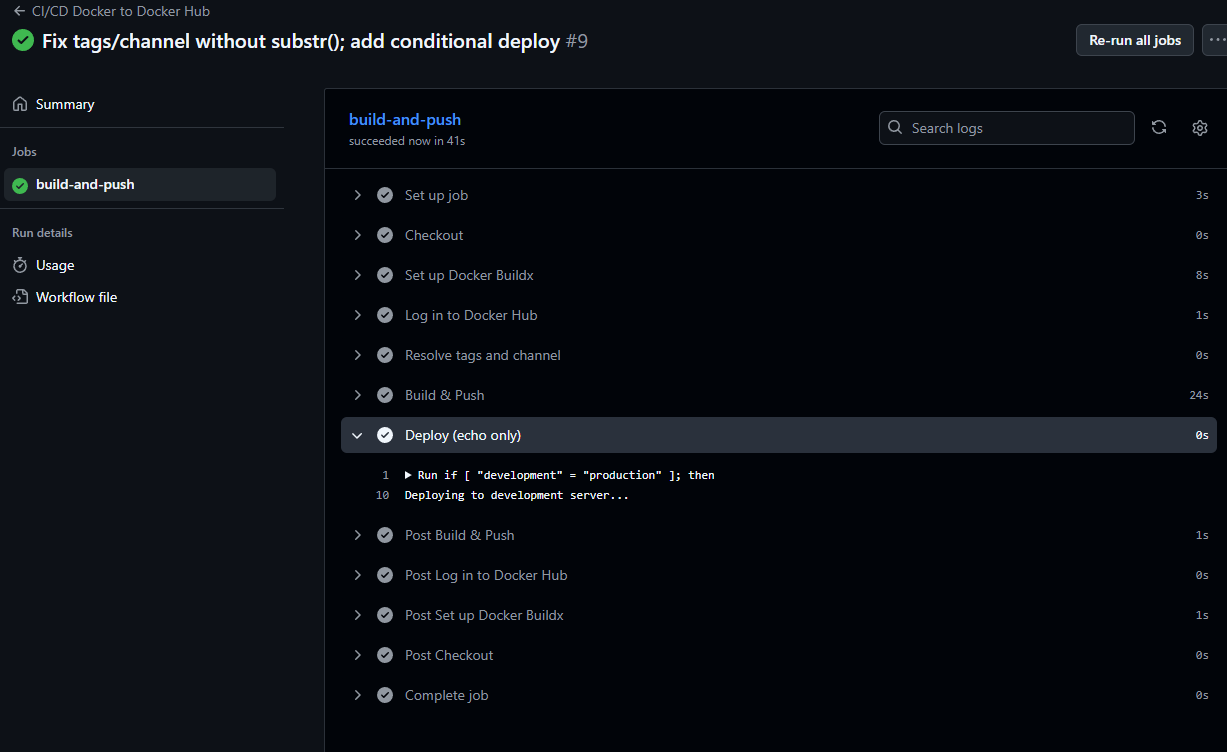 CI/CD Docker to Docker Hub
Fix tags/channel without substr(); add conditional deploy #9
Re-run all jobs
Summary
Jobs
build-and-push
Run details
Usage
Workflow file
build-and-push
succeeded now in 41s
Search logs
Set up job 3s
Checkout 0s
Set up Docker Buildx 8s
Log in to Docker Hub 1s
Resolve tags and channel 0s
Build & Push 24s
Deploy (echo only) 0s
1 Run if [ "development" = "production" ]; then
10 Deploying to development server...
Post Build & Push 1s
Post Log in to Docker Hub 0s
Post Set up Docker Buildx 1s
Post Checkout 0s
Complete job 0s